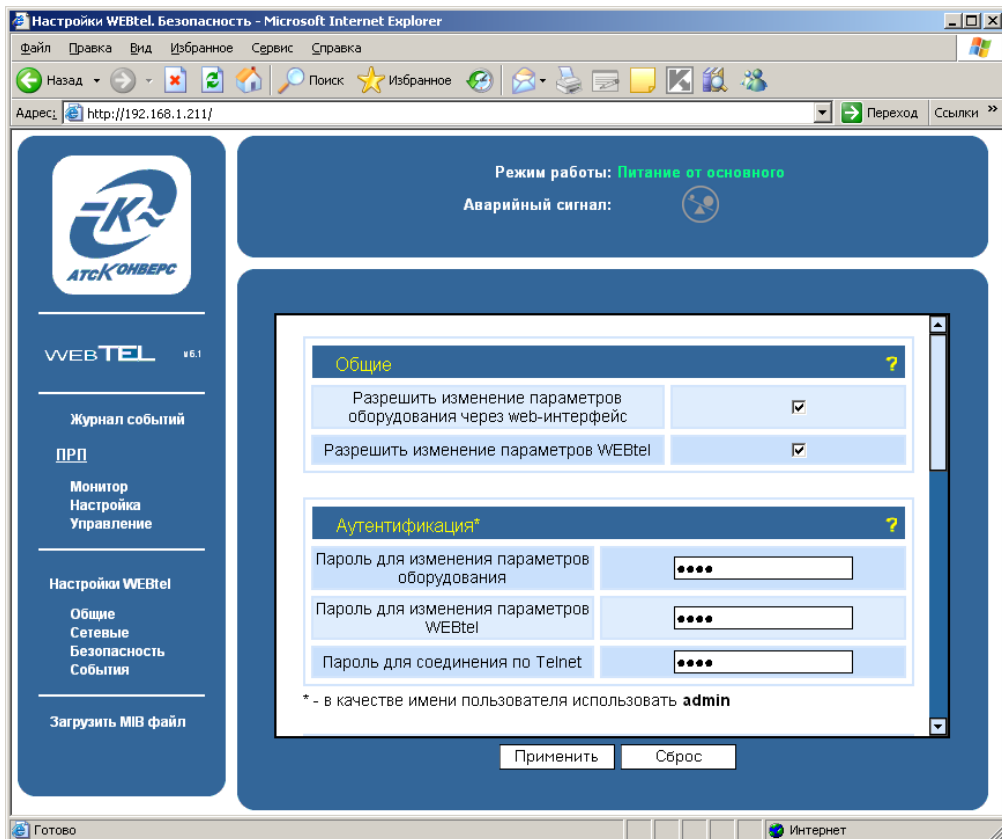 Настройки WEBtel. Безопасность - Microsoft Internet Explorer
Файл Правка Вид Избранное Сервис Справка
Назад Поиск Избранное
Адрес: http://192.168.1.211/ Переход Ссылки »
АТСКОНВЕРС
WEBTEL v 6.1
Журнал событий
ПРП
Монитор
Настройка
Управление
Настройки WEBtel
Общие
Сетевые
Безопасность
События
Загрузить MIB файл
Режим работы: Питание от основного
Аварийный сигнал:
Общие ?
Разрешить изменение параметров
оборудования через web-интерфейс
Разрешить изменение параметров WEBtel
Аутентификация* ?
Пароль для изменения параметров
оборудования
Пароль для изменения параметров
WEBtel
Пароль для соединения по Telnet
* - в качестве имени пользователя использовать admin
Применить Сброс
Готово Интернет